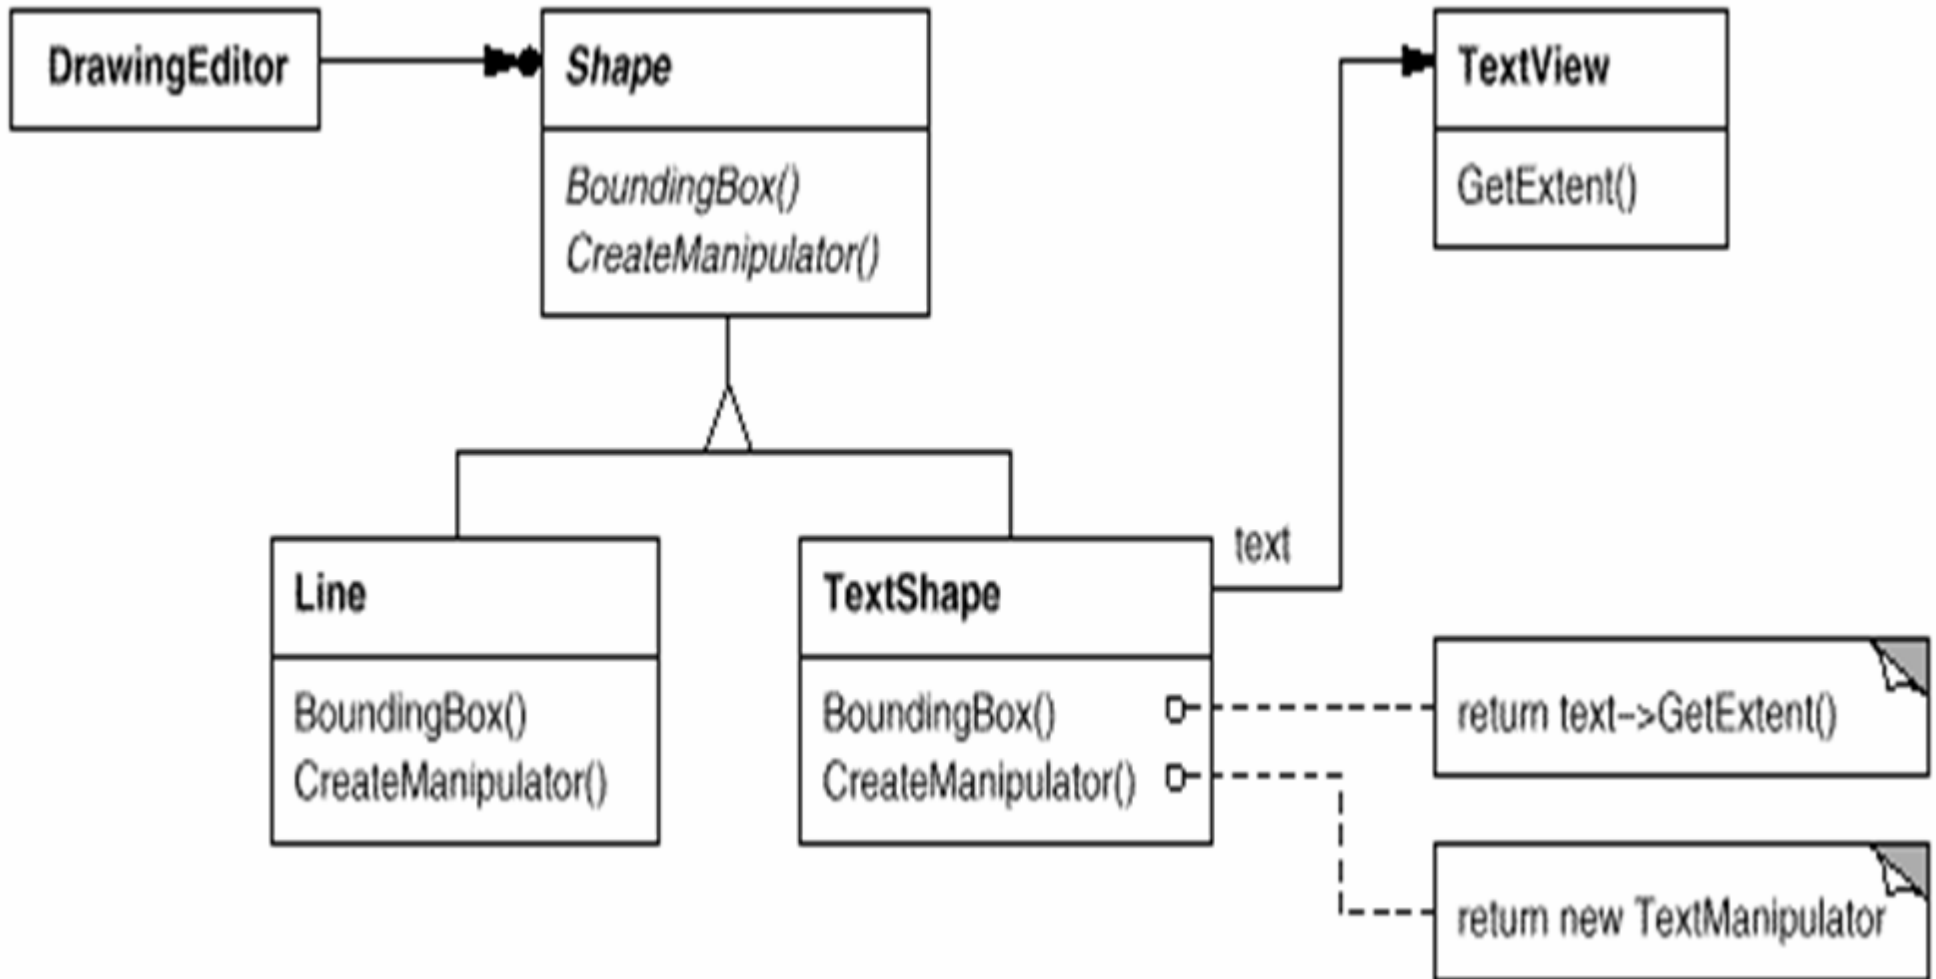 DrawingEditor
Shape
BoundingBox()
CreateManipulator()
TextView
GetExtent()
Line
BoundingBox()
CreateManipulator()
TextShape
BoundingBox()
CreateManipulator()
text
return text–>GetExtent()
return new TextManipulator